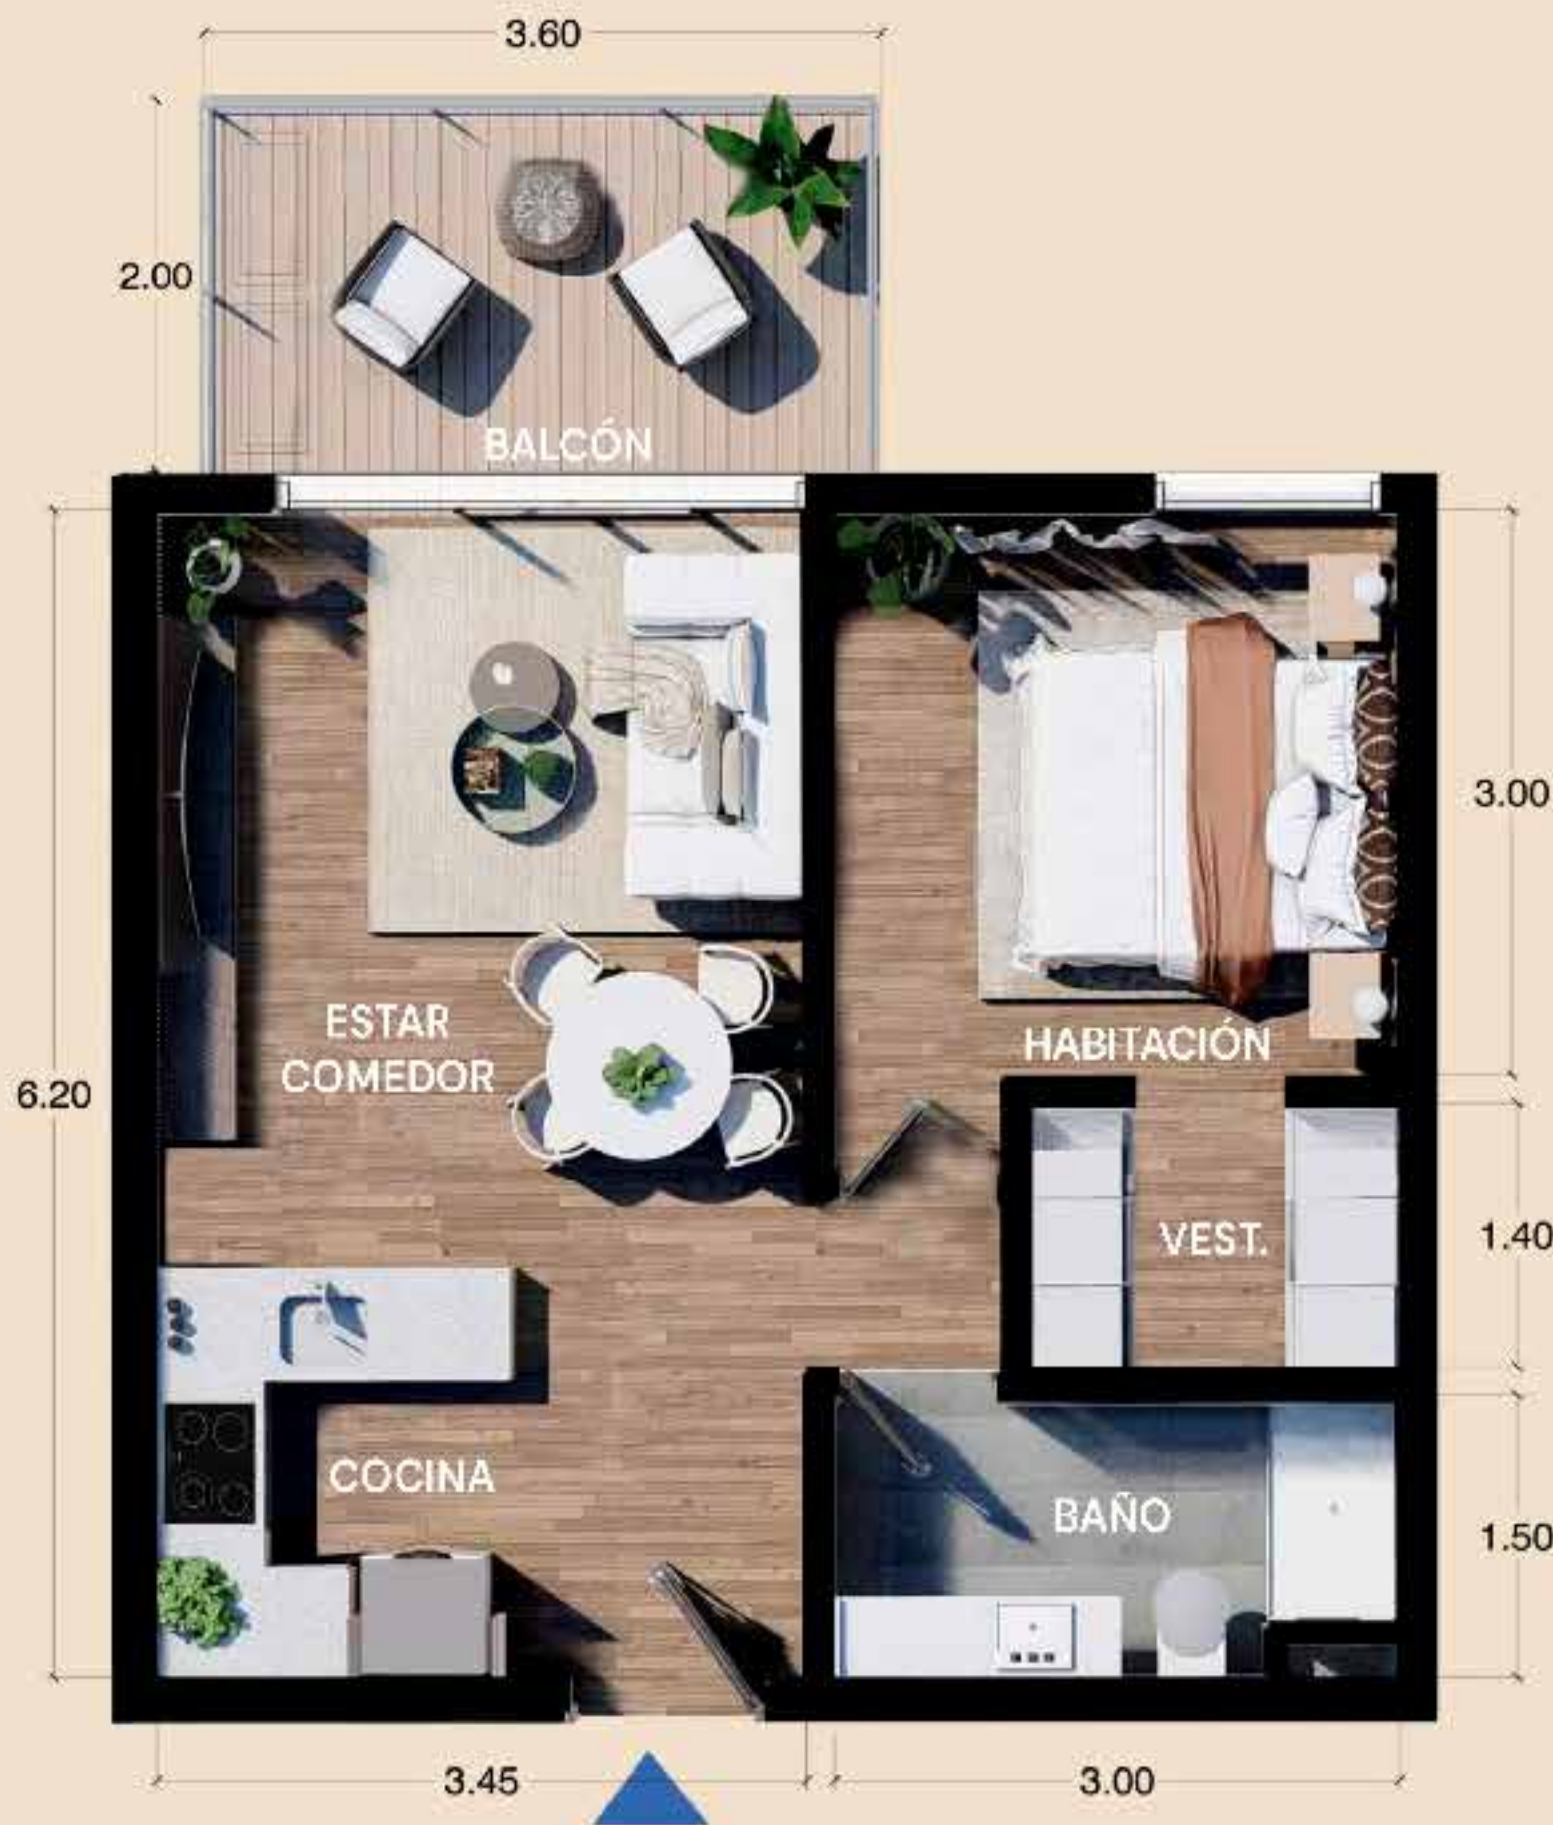 3.60
2.00
BALCÓN
3.00
ESTAR
COMEDOR
HABITACIÓN
6.20
VEST.
1.40
COCINA
BAÑO
1.50
3.45
3.00